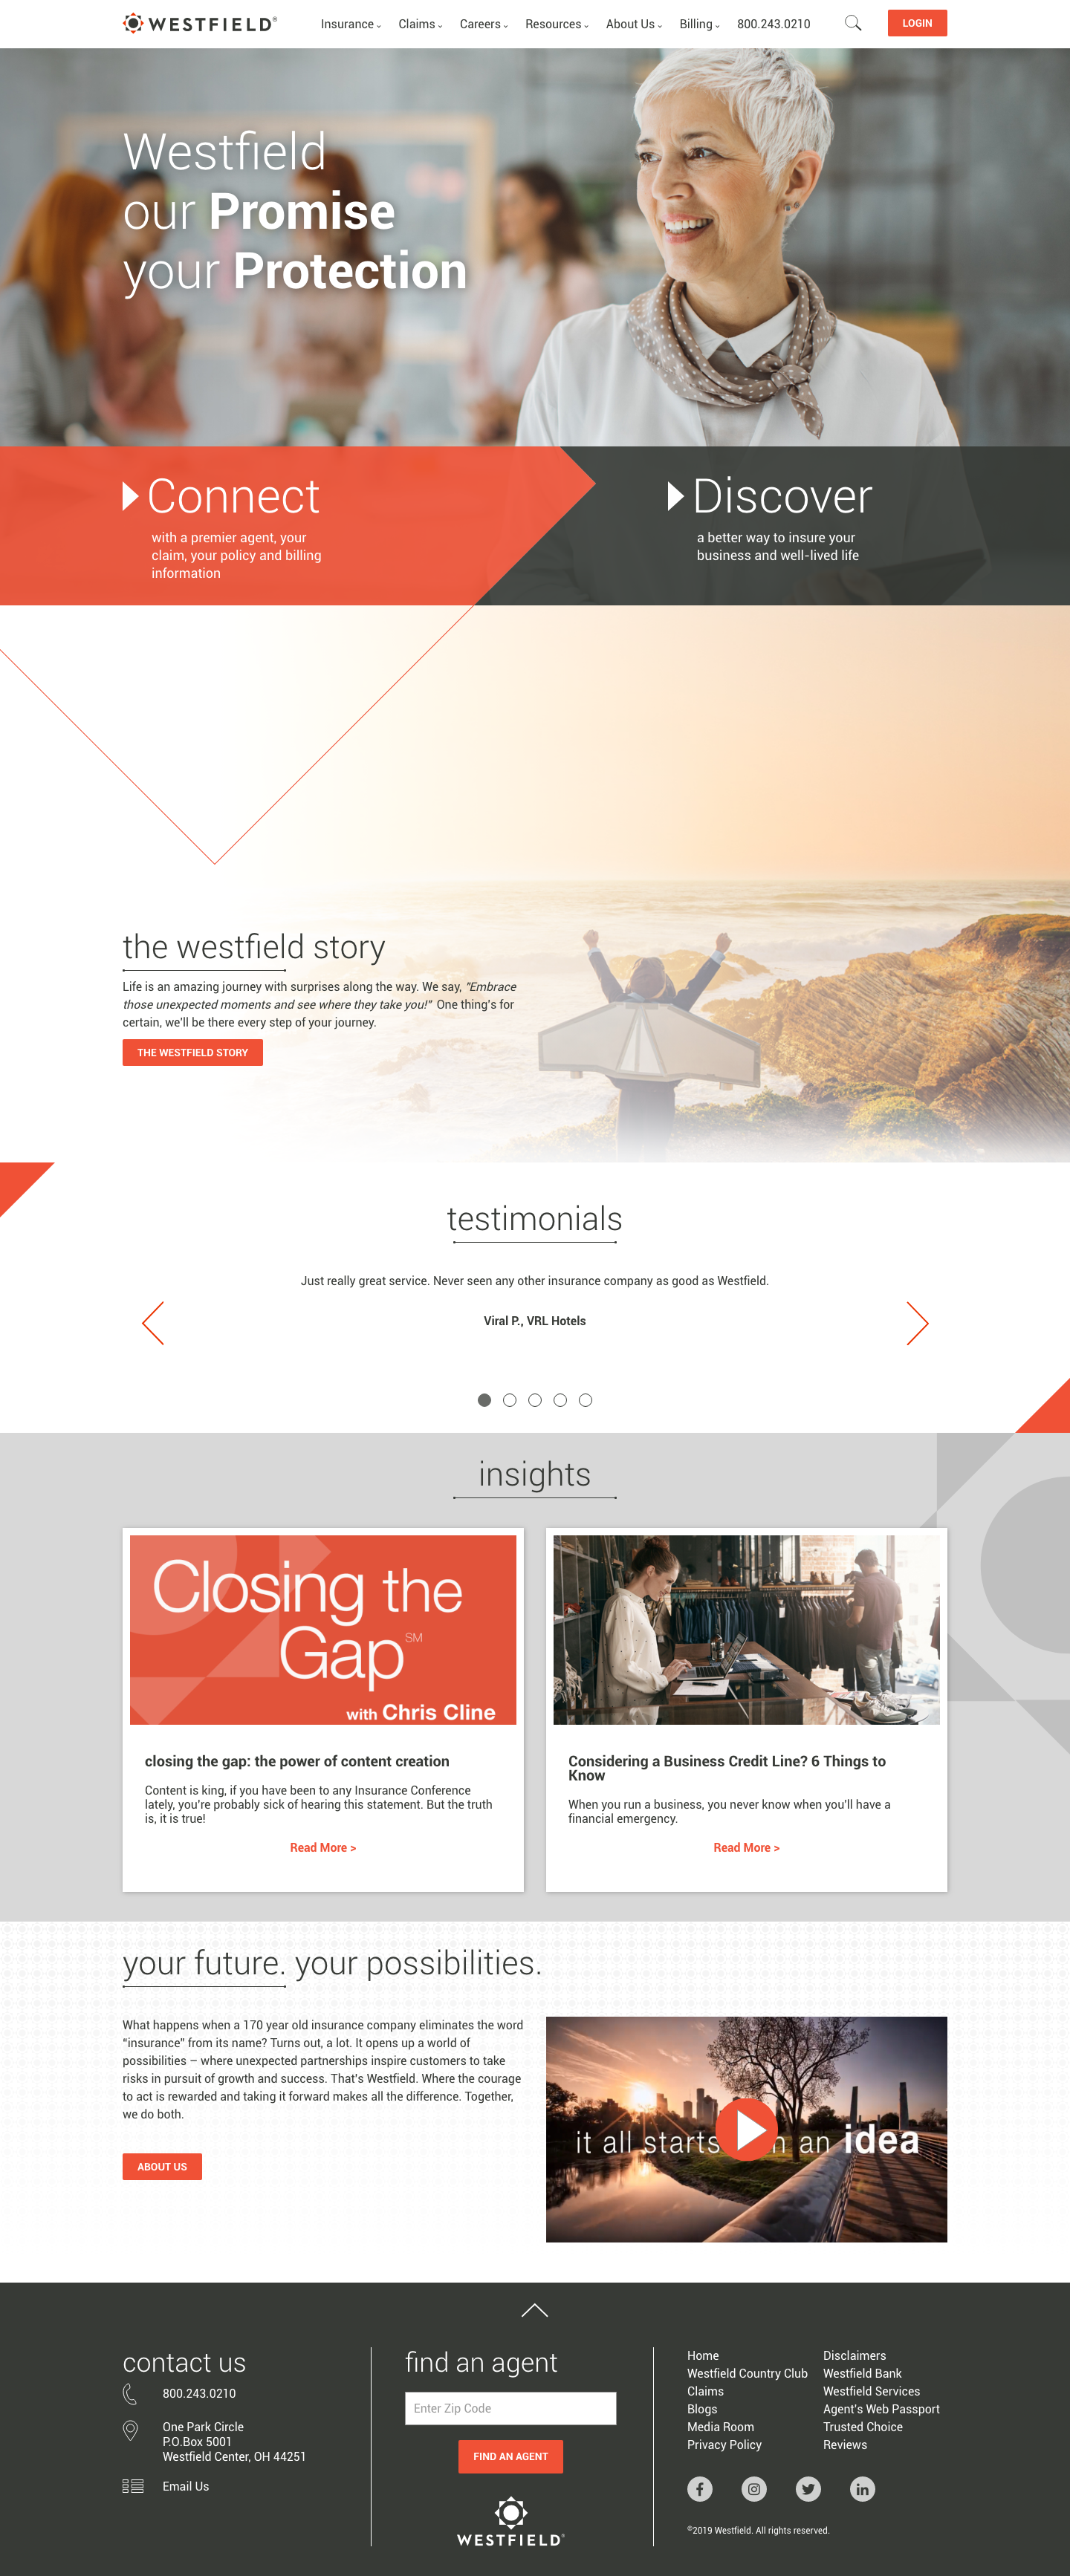 WESTFIELD®
Insurance
Claims
Careers
Resources
About Us
Billing
800.243.0210
LOGIN
Westfield
our Promise
your Protection
Connect
with a premier agent, your
claim, your policy and billing
information
Discover
a better way to insure your
business and well-lived life
the westfield story
Life is an amazing journey with surprises along the way. We say, "Embrace
those unexpected moments and see where they take you!" One thing's for
certain, we'll be there every step of your journey.
THE WESTFIELD STORY
testimonials
Just really great service. Never seen any other insurance company as good as Westfield.
Viral P., VRL Hotels
insights
Closing the
Gap℠
with Chris Cline
closing the gap: the power of content creation
Content is king, if you have been to any Insurance Conference
lately, you're probably sick of hearing this statement. But the truth
is, it is true!
Read More >
Considering a Business Credit Line? 6 Things to
Know
When you run a business, you never know when you'll have a
financial emergency.
Read More >
your future. your possibilities.
What happens when a 170 year old insurance company eliminates the word
“insurance” from its name? Turns out, a lot. It opens up a world of
possibilities – where unexpected partnerships inspire customers to take
risks in pursuit of growth and success. That's Westfield. Where the courage
to act is rewarded and taking it forward makes all the difference. Together,
we do both.
ABOUT US
it all starts an idea
contact us
800.243.0210
One Park Circle
P.O.Box 5001
Westfield Center, OH 44251
Email Us
find an agent
Enter Zip Code
FIND AN AGENT
WESTFIELD®
Home
Westfield Country Club
Claims
Blogs
Media Room
Privacy Policy
Disclaimers
Westfield Bank
Westfield Services
Agent's Web Passport
Trusted Choice
Reviews
©2019 Westfield. All rights reserved.